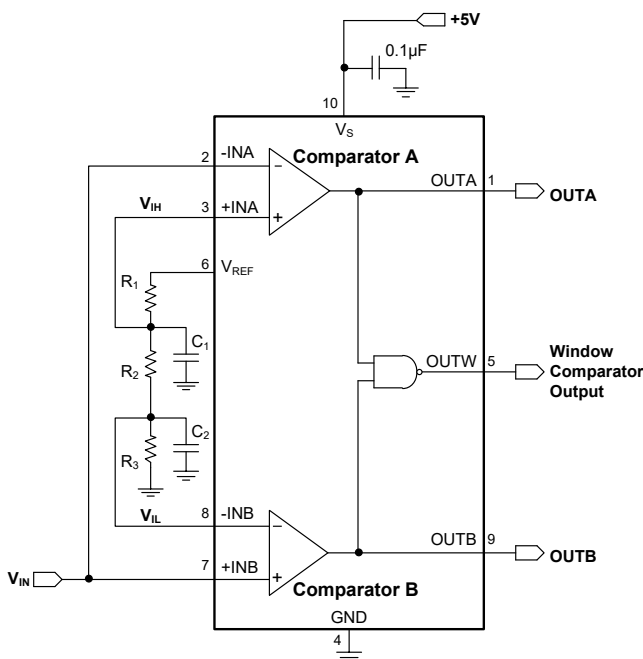 +5V
0.1µF
10
VS
2
-INA
Comparator A
OUTA
1
OUTA
VIH
3
+INA
6
VREF
R1
C1
R2
OUTW
5
Window
Comparator
Output
C2
R3
VIL
8
-INB
OUTB
9
OUTB
VIN
7
+INB
Comparator B
GND
4